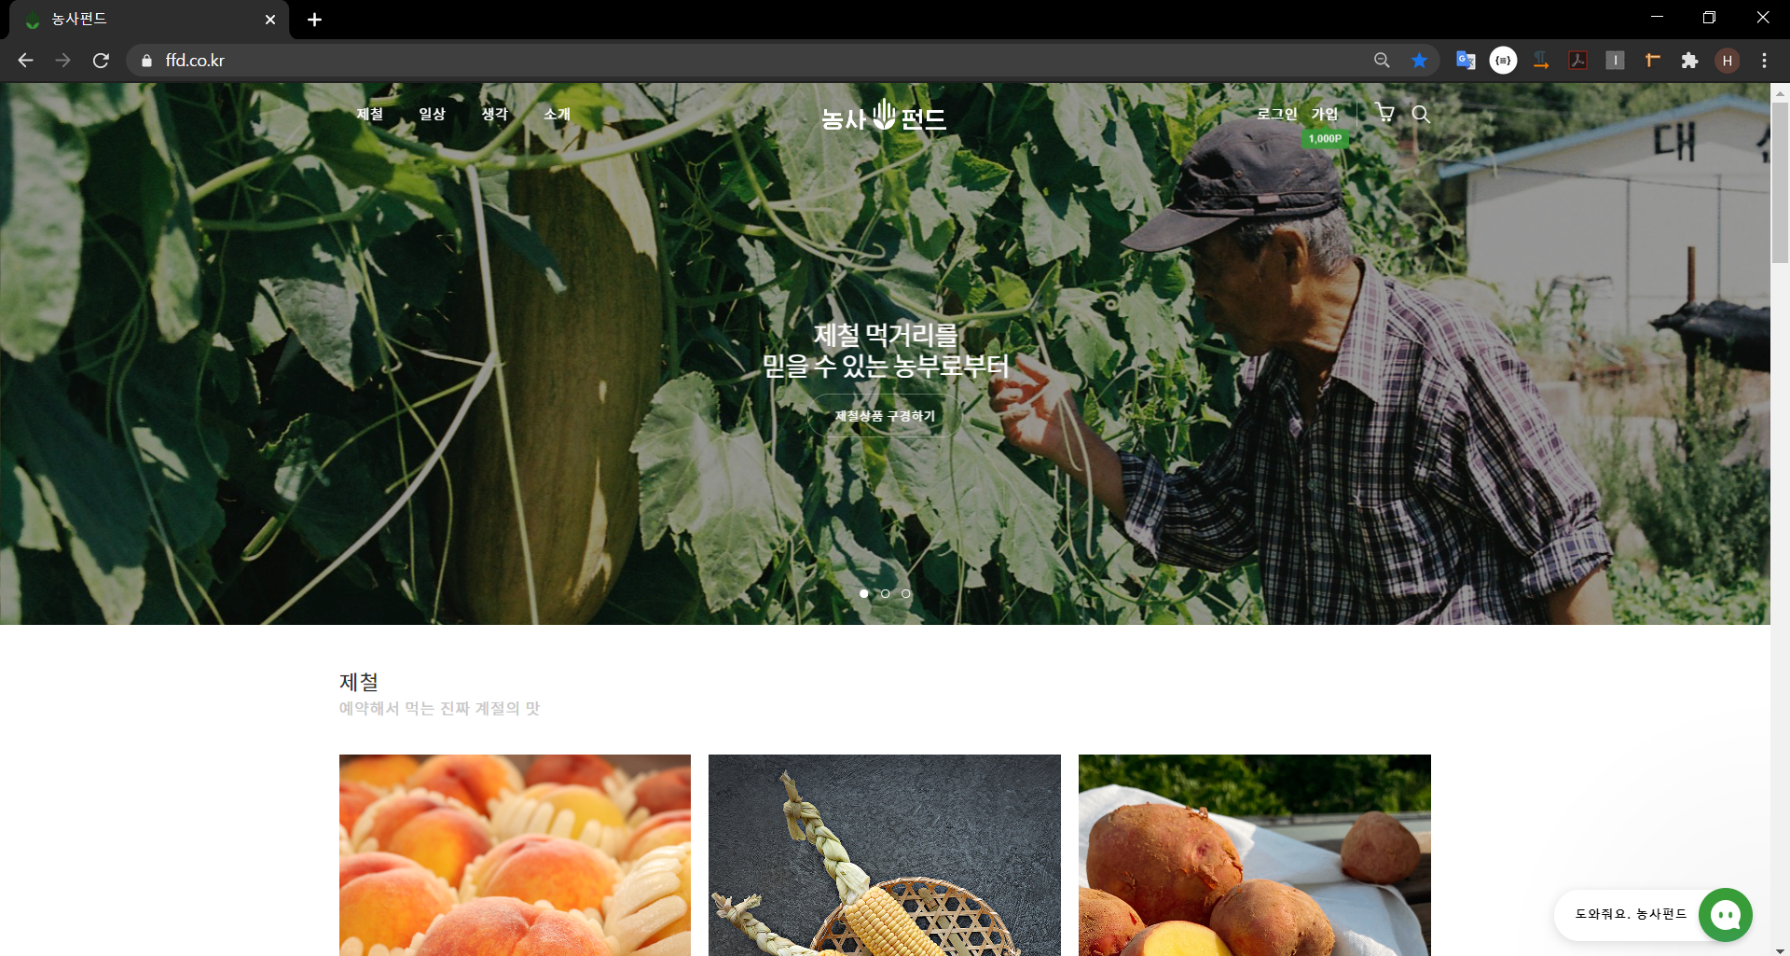 농사펀드
ffd.co.kr
H
제철 일상 생각 소개
농사펀드
로그인 가입
1,000P
대
제철 먹거리를
믿을 수 있는 농부로부터
제철상품 구경하기
제철
예약해서 먹는 진짜 계절의 맛
도와줘요. 농사펀드